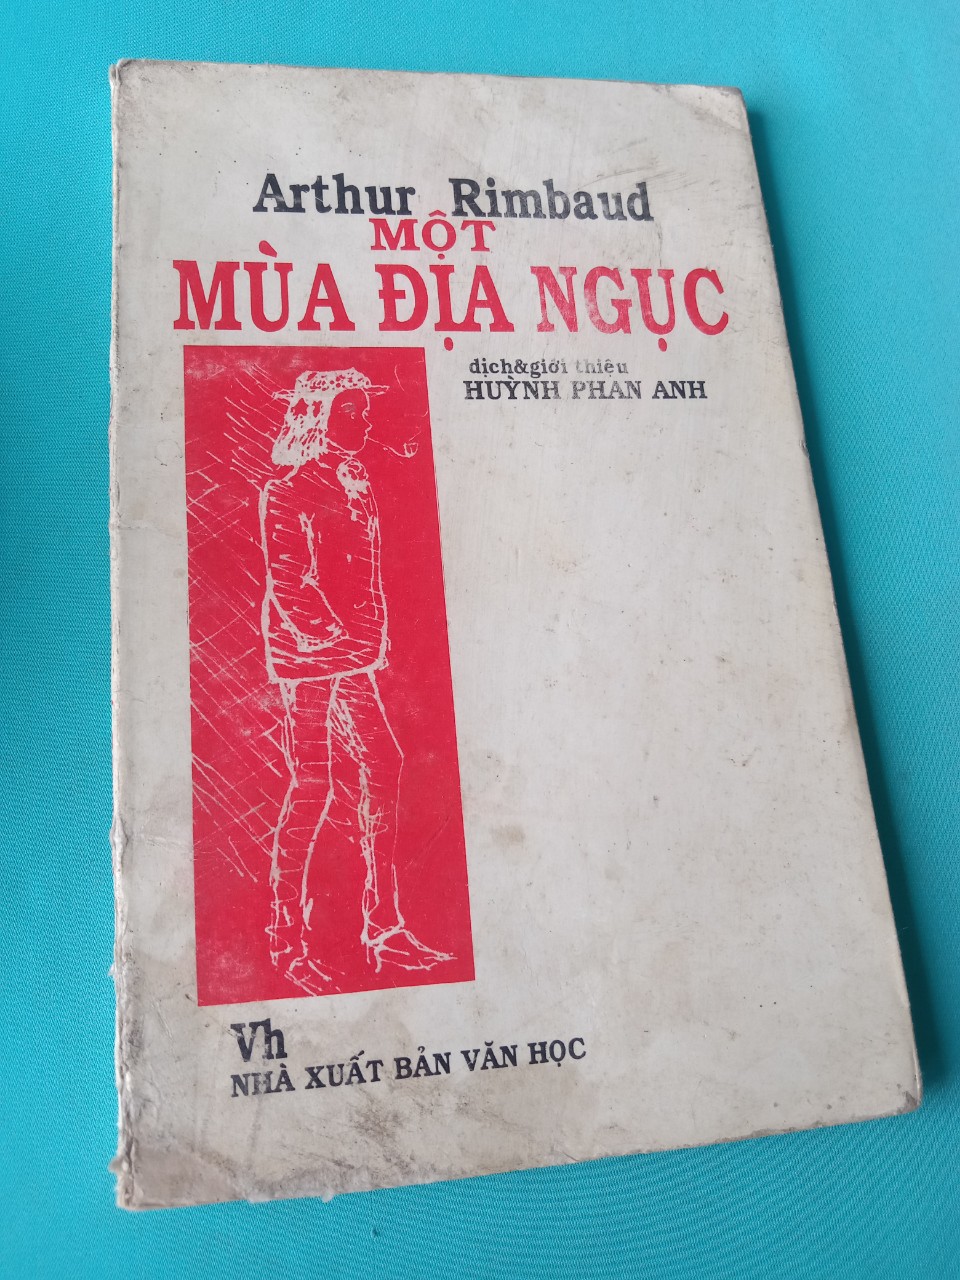 Arthur Rimbaud
MỘT
MÙA ĐỊA NGỤC
dịch&giới thiệu
HUỲNH PHAN ANH
Vh
NHÀ XUẤT BẢN VĂN HỌC